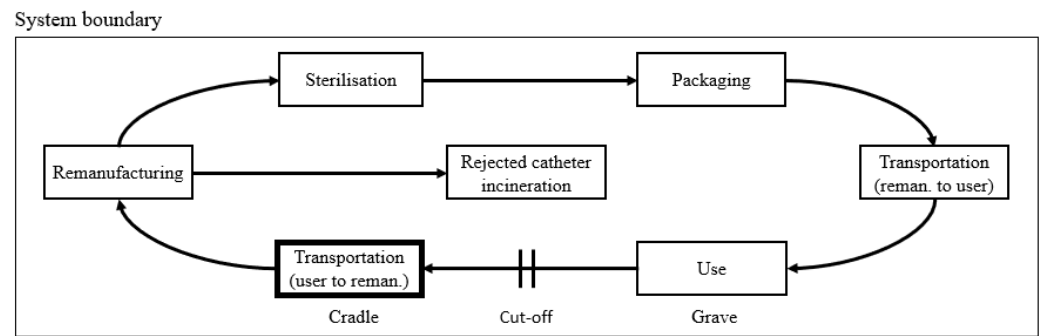 System boundary
Sterilisation
Packaging
Remanufacturing
Rejected catheter
incineration
Transportation
(reman. to user)
Transportation
(user to reman.)
Use
Cradle
Cut-off
Grave